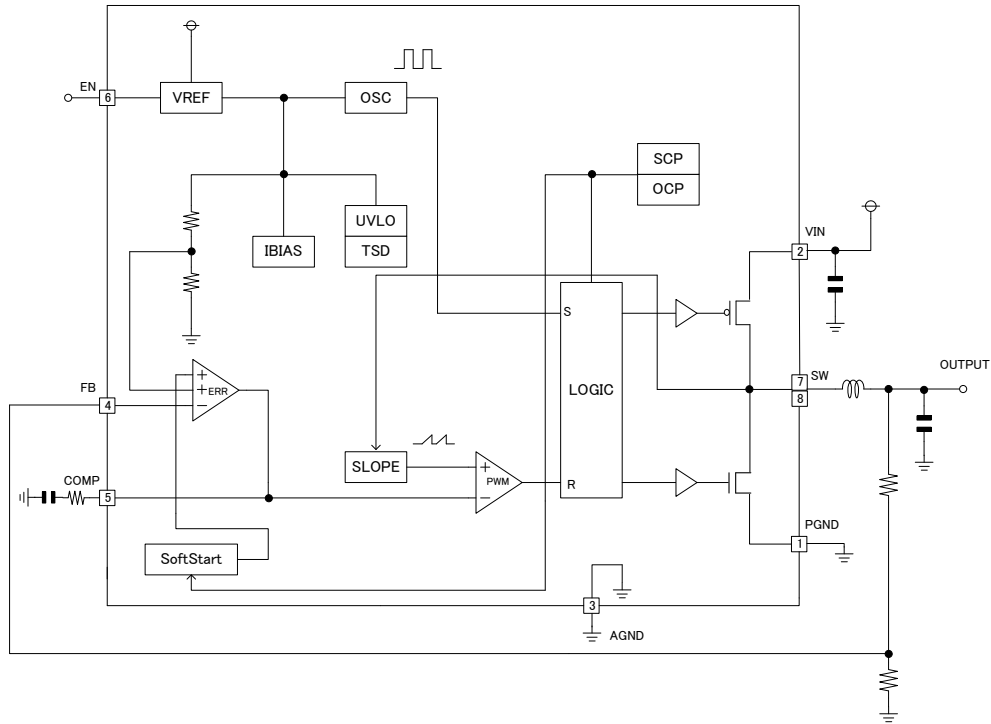 EN
6
VREF
OSC
SCP
OCP
UVLO
TSD
IBIAS
VIN
2
S
LOGIC
R
FB
4
+
+
−
ERR
SW
7
8
OUTPUT
COMP
5
SLOPE
+
−
PWM
SoftStart
PGND
1
3
AGND